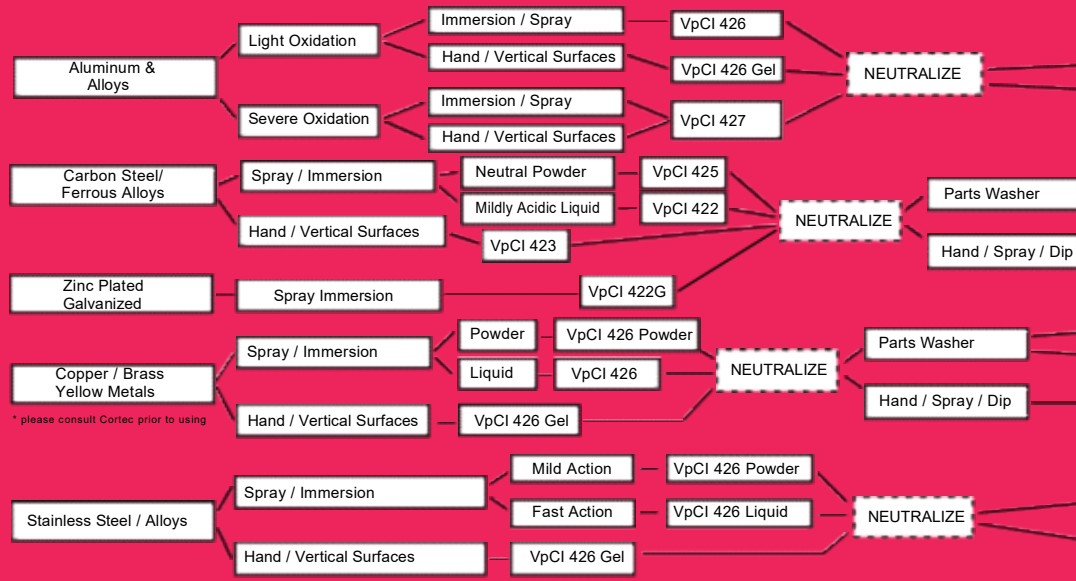 Aluminum &
Alloys
Light Oxidation
Immersion / Spray
VpCI 426
Hand / Vertical Surfaces
VpCI 426 Gel
NEUTRALIZE
Severe Oxidation
Immersion / Spray
Hand / Vertical Surfaces
VpCI 427
Carbon Steel/
Ferrous Alloys
Spray / Immersion
Neutral Powder
VpCI 425
Mildly Acidic Liquid
VpCI 422
Hand / Vertical Surfaces
VpCI 423
NEUTRALIZE
Parts Washer
Hand / Spray / Dip
Zinc Plated
Galvanized
Spray Immersion
VpCI 422G
Copper / Brass
Yellow Metals
* please consult Cortec prior to using
Spray / Immersion
Powder
VpCI 426 Powder
Liquid
VpCI 426
Hand / Vertical Surfaces
VpCI 426 Gel
NEUTRALIZE
Parts Washer
Hand / Spray / Dip
Stainless Steel / Alloys
Spray / Immersion
Mild Action
VpCI 426 Powder
Fast Action
VpCI 426 Liquid
Hand / Vertical Surfaces
VpCI 426 Gel
NEUTRALIZE